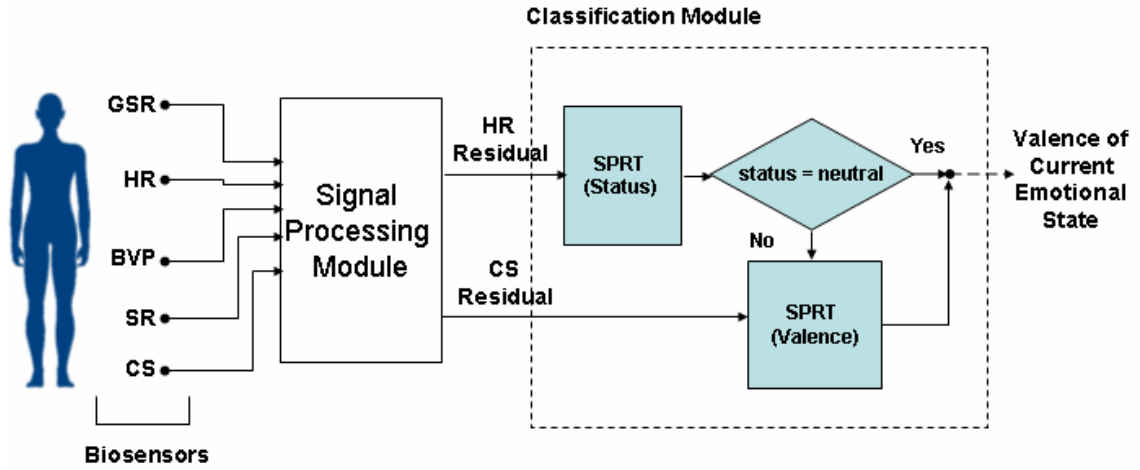 Classification Module
GSR
HR
BVP
SR
CS
Biosensors
Signal
Processing
Module
HR
Residual
CS
Residual
SPRT
(Status)
status = neutral
Yes
No
SPRT
(Valence)
Valence of
Current
Emotional
State